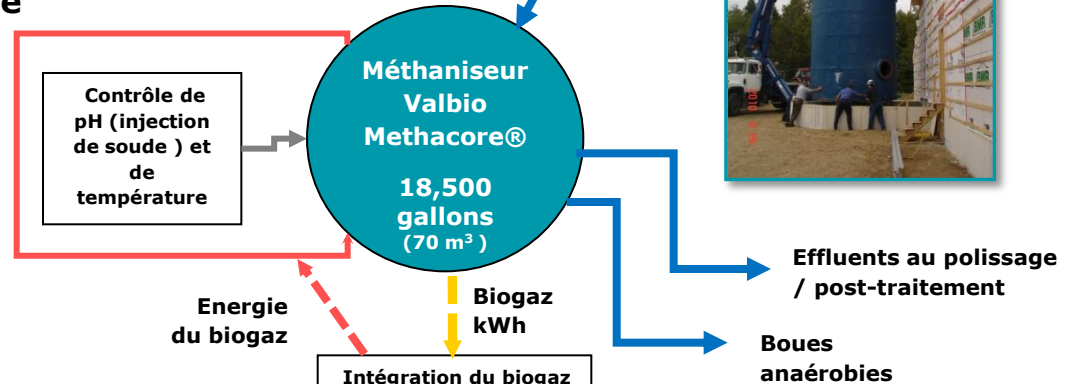 e
Contrôle de
pH (injection
de soude ) et
de
température
Méthaniseur
Valbio
Methacore®
18,500
gallons
(70 m³ )
Effluents au polissage
/ post-traitement
Energie
du biogaz
Biogaz
kWh
Boues
anaérobies
Intégration du biogaz